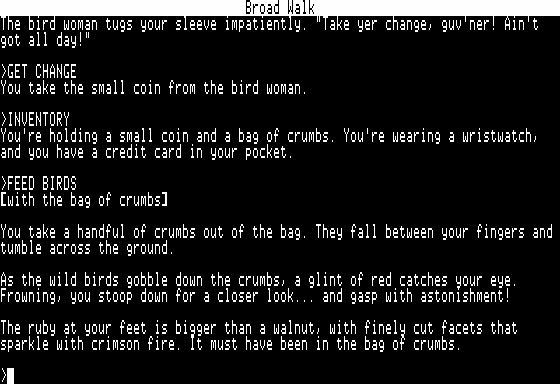 Broad Walk
The bird woman tugs your sleeve impatiently. "Take yer change, guv'ner! Ain't
got all day!"
>GET CHANGE
You take the small coin from the bird woman.
>INVENTORY
You're holding a small coin and a bag of crumbs. You're wearing a wristwatch,
and you have a credit card in your pocket.
>FEED BIRDS
[with the bag of crumbs]
You take a handful of crumbs out of the bag. They fall between your fingers and
tumble across the ground.
As the wild birds gobble down the crumbs, a glint of red catches your eye.
Frowning, you stoop down for a closer look... and gasp with astonishment!
The ruby at your feet is bigger than a walnut, with finely cut facets that
sparkle with crimson fire. It must have been in the bag of crumbs.
>